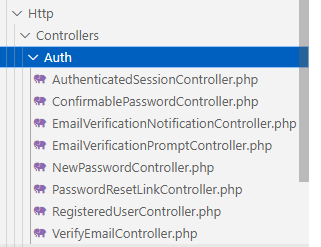 Http
Controllers
Auth
AuthenticatedSessionController.php
ConfirmablePasswordController.php
EmailVerificationNotificationController.php
EmailVerificationPromptController.php
NewPasswordController.php
PasswordResetLinkController.php
RegisteredUserController.php
VerifyEmailController.php